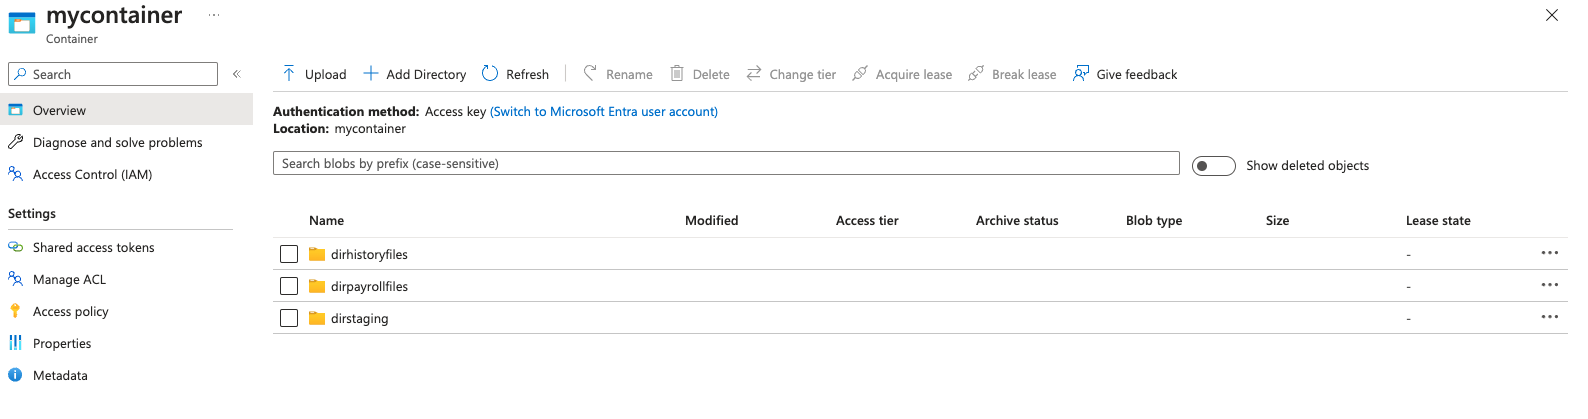 mycontainer ...
Container
Search «
Overview
Diagnose and solve problems
Access Control (IAM)
Settings
Shared access tokens
Manage ACL
Access policy
Properties
Metadata
Upload Add Directory Refresh Rename Delete Change tier Acquire lease Break lease Give feedback
Authentication method: Access key (Switch to Microsoft Entra user account)
Location: mycontainer
Search blobs by prefix (case-sensitive) Show deleted objects
Name Modified Access tier Archive status Blob type Size Lease state
dirhistoryfiles - ...
dirpayrollfiles - ...
dirstaging - ...